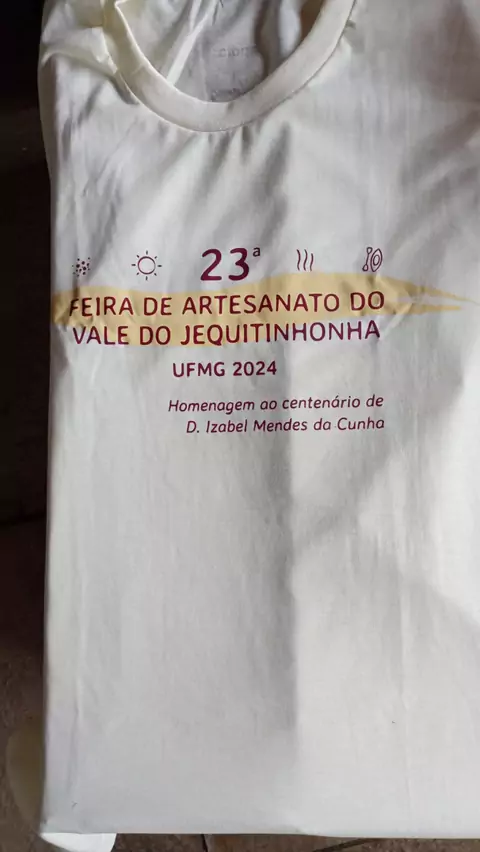 23ª
FEIRA DE ARTESANATO DO
VALE DO JEQUITINHONHA
UFMG 2024
Homenagem ao centenário de
D. Izabel Mendes da Cunha